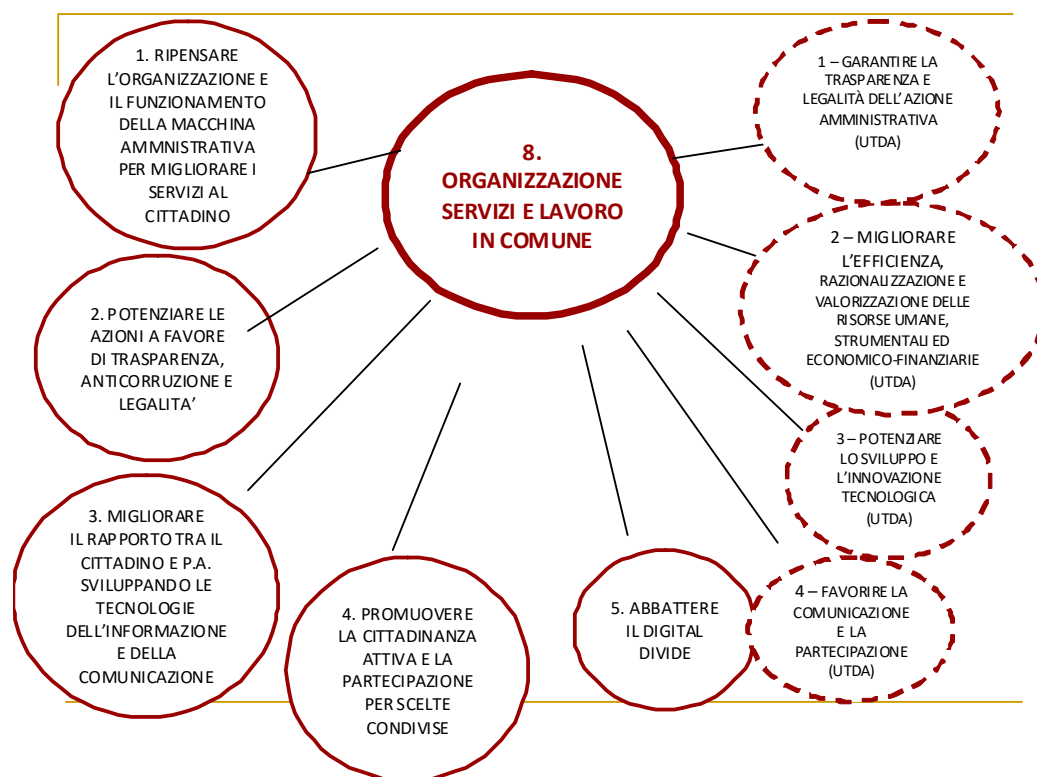 8.
ORGANIZZAZIONE
SERVIZI E LAVORO
IN COMUNE
1. RIPENSARE
L'ORGANIZZAZIONE E
IL FUNZIONAMENTO
DELLA MACCHINA
AMMNISTRATIVA
PER MIGLIORARE I
SERVIZI AL
CITTADINO
2. POTENZIARE LE
AZIONI A FAVORE
DI TRASPARENZA,
ANTICORRUZIONE E
LEGALITA'
3. MIGLIORARE
IL RAPPORTO TRA IL
CITTADINO E P.A.
SVILUPPANDO LE
TECNOLOGIE
DELL'INFORMAZIONE
E DELLA
COMUNICAZIONE
4. PROMUOVERE
LA CITTADINANZA
ATTIVA E LA
PARTECIPAZIONE
PER SCELTE
CONDIVISE
5. ABBATTERE
IL DIGITAL
DIVIDE
1 – GARANTIRE LA
TRASPARENZA E
LEGALITÀ DELL'AZIONE
AMMINISTRATIVA
(UTDA)
2 – MIGLIORARE
L'EFFICIENZA,
RAZIONALIZZAZIONE E
VALORIZZAZIONE DELLE
RISORSE UMANE,
STRUMENTALI ED
ECONOMICO-FINANZIARIE
(UTDA)
3 – POTENZIARE
LO SVILUPPO E
L'INNOVAZIONE
TECNOLOGICA
(UTDA)
4 – FAVORIRE LA
COMUNICAZIONE
E LA
PARTECIPAZIONE
(UTDA)